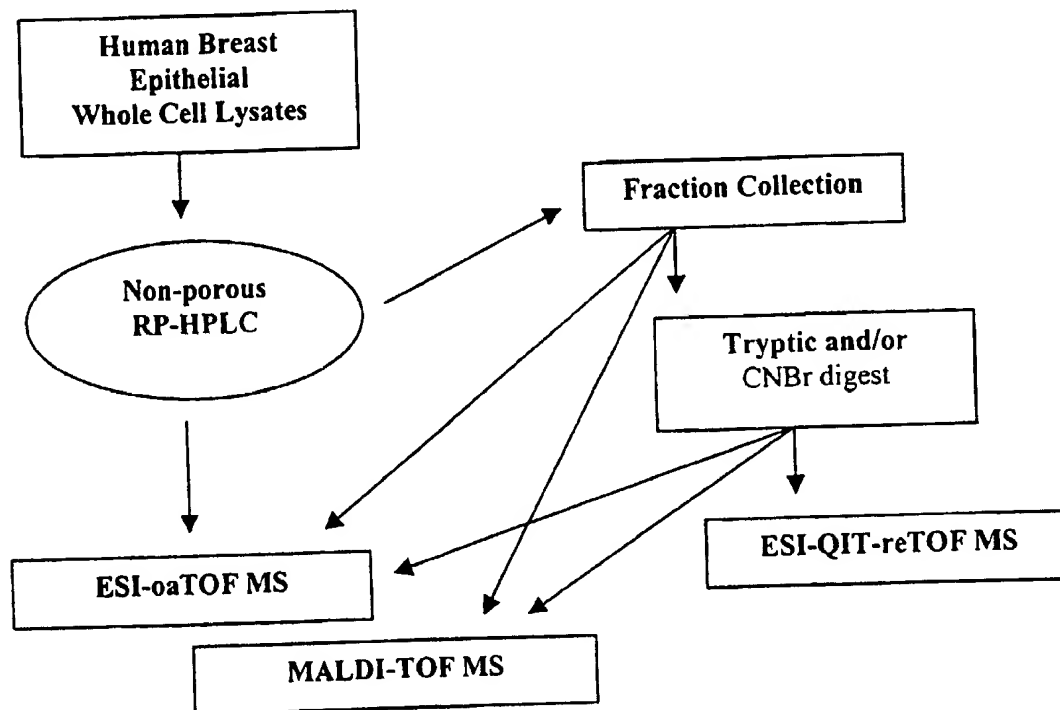 Human Breast
Epithelial
Whole Cell Lysates
Fraction Collection
Non-porous
RP-HPLC
Tryptic and/or
CNBr digest
ESI-QIT-reTOF MS
ESI-oaTOF MS
MALDI-TOF MS